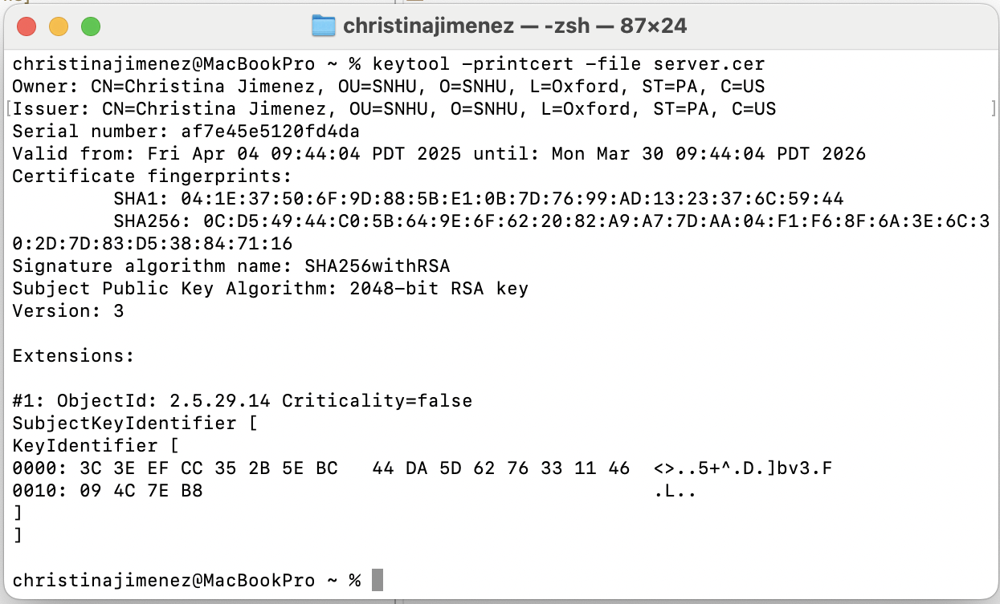 christinajimenez — -zsh — 87×24
christinajimenez@MacBookPro ~ % keytool -printcert -file server.cer
Owner: CN=Christina Jimenez, OU=SNHU, O=SNHU, L=Oxford, ST=PA, C=US
[Issuer: CN=Christina Jimenez, OU=SNHU, O=SNHU, L=Oxford, ST=PA, C=US ]
Serial number: af7e45e5120fd4da
Valid from: Fri Apr 04 09:44:04 PDT 2025 until: Mon Mar 30 09:44:04 PDT 2026
Certificate fingerprints:
SHA1: 04:1E:37:50:6F:9D:88:5B:E1:0B:7D:76:99:AD:13:23:37:6C:59:44
SHA256: 0C:D5:49:44:C0:5B:64:9E:6F:62:20:82:A9:A7:7D:AA:04:F1:F6:8F:6A:3E:6C:3
0:2D:7D:83:D5:38:84:71:16
Signature algorithm name: SHA256withRSA
Subject Public Key Algorithm: 2048-bit RSA key
Version: 3
Extensions:
#1: ObjectId: 2.5.29.14 Criticality=false
SubjectKeyIdentifier [
KeyIdentifier [
0000: 3C 3E EF CC 35 2B 5E BC   44 DA 5D 62 76 33 11 46  <>..5+^.D.]bv3.F
0010: 09 4C 7E B8                                        .L..
]
]
christinajimenez@MacBookPro ~ %